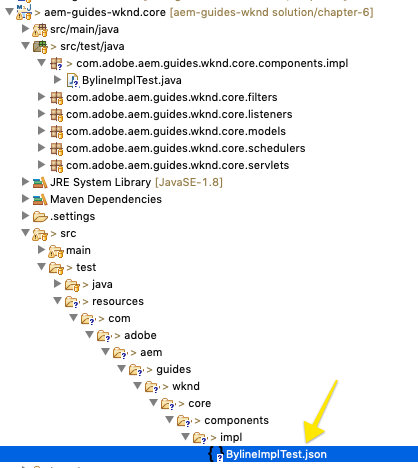 > aem-guides-wknd.core [aem-guides-wknd solution/chapter-6]
src/main/java
> src/test/java
> com.adobe.aem.guides.wknd.core.components.impl
> BylineImplTest.java
> com.adobe.aem.guides.wknd.core.filters
> com.adobe.aem.guides.wknd.core.listeners
> com.adobe.aem.guides.wknd.core.models
> com.adobe.aem.guides.wknd.core.schedulers
> com.adobe.aem.guides.wknd.core.servlets
JRE System Library [JavaSE-1.8]
Maven Dependencies
> .settings
> src
> main
> test
> java
> resources
> com
> adobe
> aem
> guides
> wknd
> core
> components
> impl
BylineImplTest.json